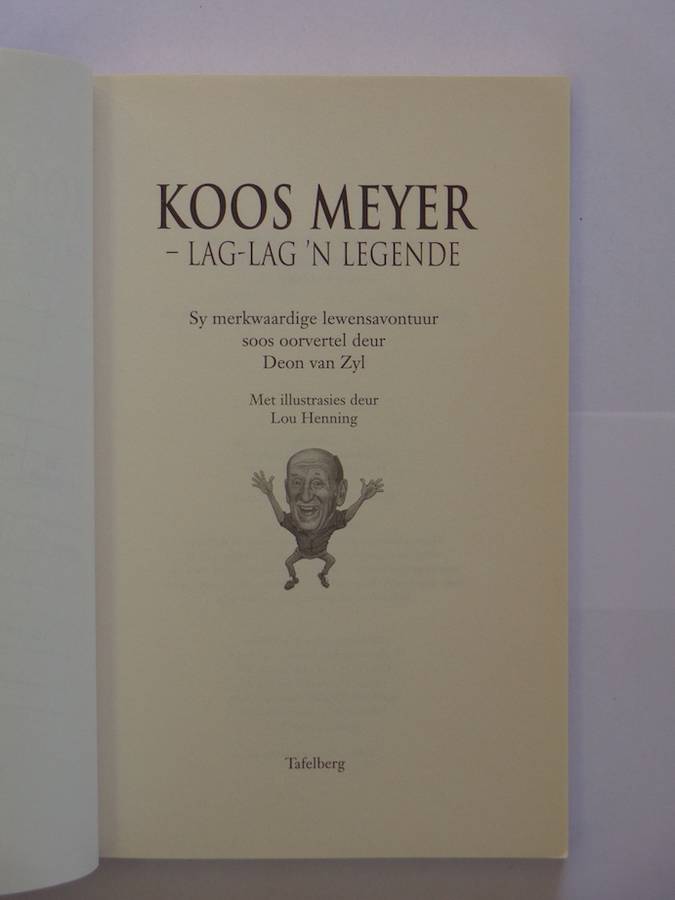 KOOS MEYER
– LAG-LAG 'N LEGENDE
Sy merkwaardige lewensavontuur
soos oorvertel deur
Deon van Zyl
Met illustrasies deur
Lou Henning
Tafelberg